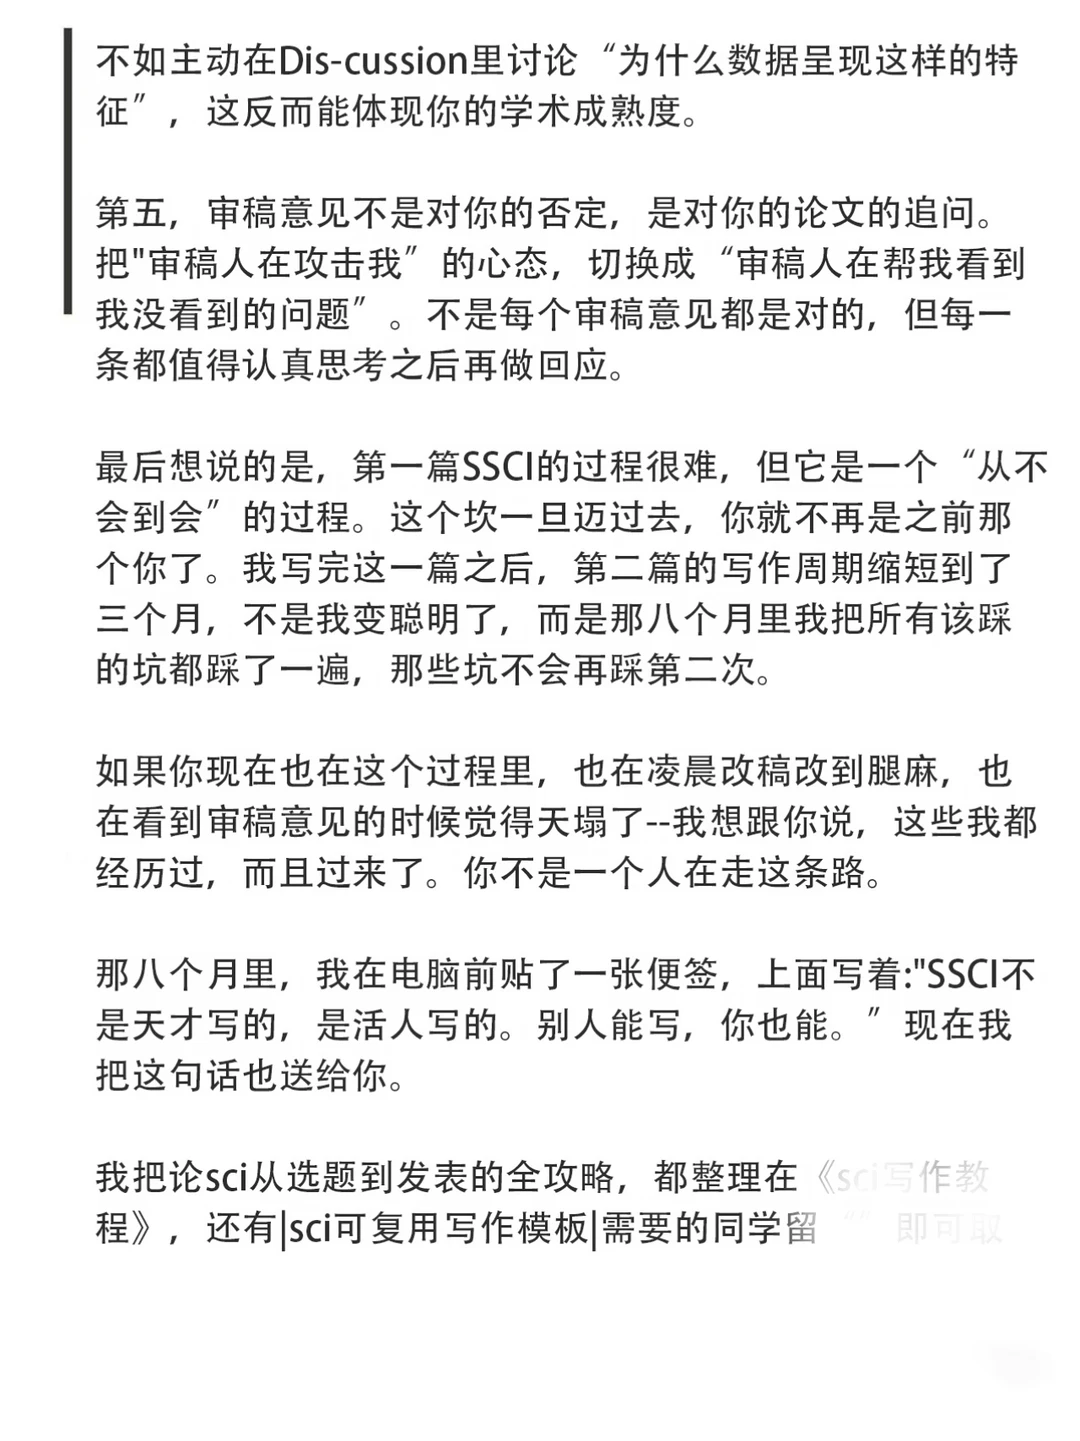 不如主动在Dis-cussion里讨论“为什么数据呈现这样的特
征”，这反而能体现你的学术成熟度。
第五，审稿意见不是对你的否定，是对你的论文的追问。
把"审稿人在攻击我”的心态，切换成“审稿人在帮我看到
我没看到的问题”。不是每个审稿意见都是对的，但每一
条都值得认真思考之后再做回应。
最后想说的是，第一篇SSCI的过程很难，但它是一个“从不
会到会”的过程。这个坎一旦迈过去，你就不再是之前那
个你了。我写完这一篇之后，第二篇的写作周期缩短到了
三个月，不是我变聪明了，而是那八个月里我把所有该踩
的坑都踩了一遍，那些坑不会再踩第二次。
如果你现在也在这个过程里，也在凌晨改稿改到腿麻，也
在看到审稿意见的时候觉得天塌了--我想跟你说，这些我都
经历过，而且过来了。你不是一个人在走这条路。
那八个月里，我在电脑前贴了一张便签，上面写着:"SSCI不
是天才写的，是活人写的。别人能写，你也能。”现在我
把这句话也送给你。
我把论sci从选题到发表的全攻略，都整理在《sci写作教
程》，还有|sci可复用写作模板|需要的同学留“”即可取